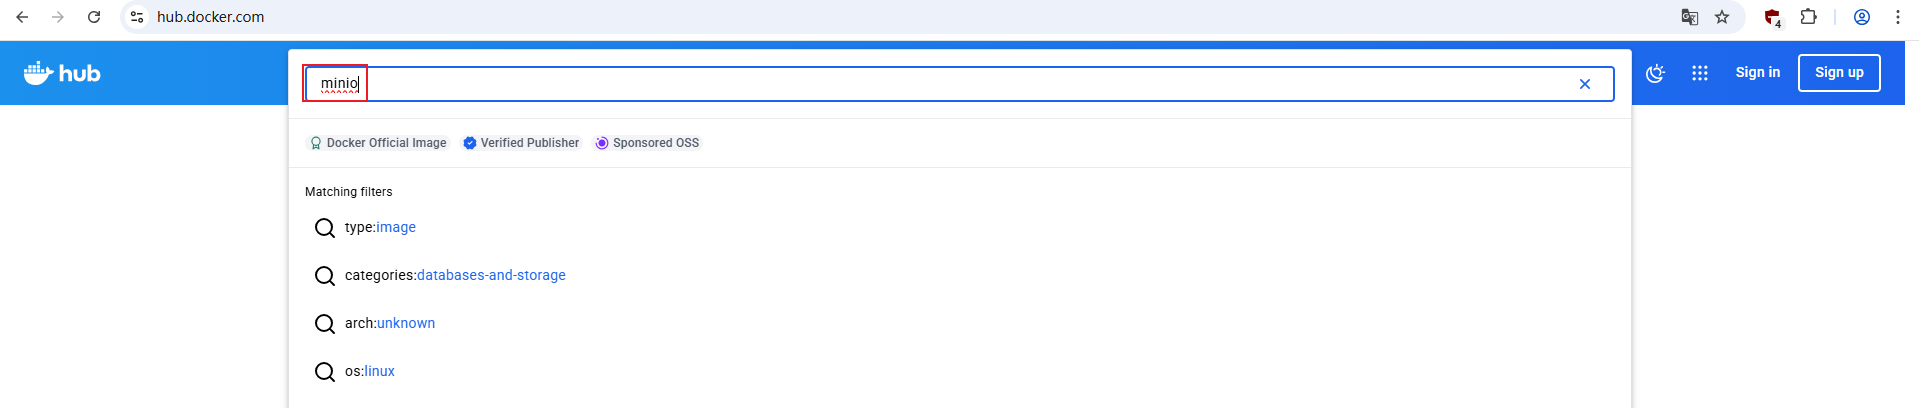 hub.docker.com
4
hub
minio
Sign in
Sign up
Docker Official Image
Verified Publisher
Sponsored OSS
Matching filters
type:image
categories:databases-and-storage
arch:unknown
os:linux